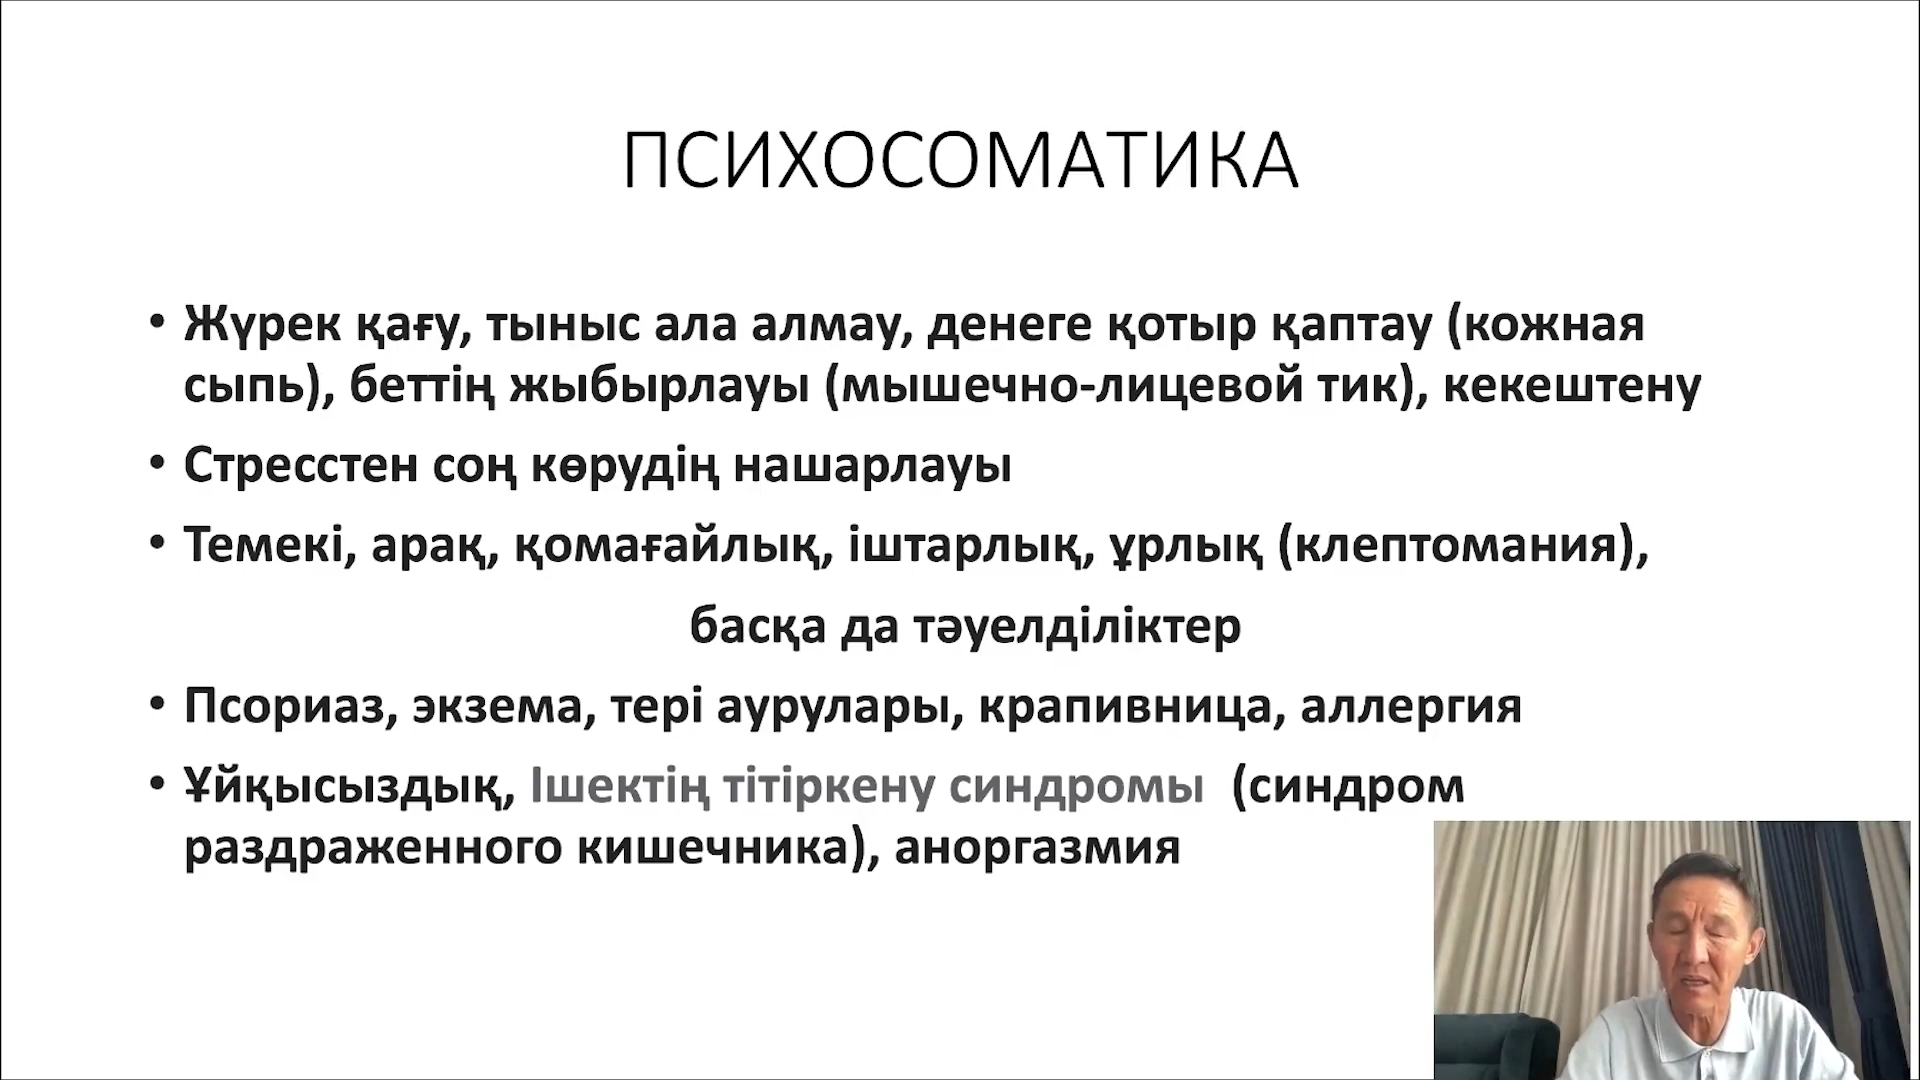 ПСИХОСОМАТИКА
• Жүрек қағу, тыныс ала алмау, денеге қотыр қаптау (кожная
сыпь), беттің жыбырлауы (мышечно-лицевой тик), кекештену
• Стресстен соң көрудің нашарлауы
• Темекі, арақ, қомағайлық, іштарлық, ұрлық (клептомания),
басқа да тәуелділіктер
• Псориаз, экзема, тері аурулары, крапивница, аллергия
• Ұйқысыздық, Ішектің тітіркену синдромы (синдром
раздраженного кишечника), аноргазмия